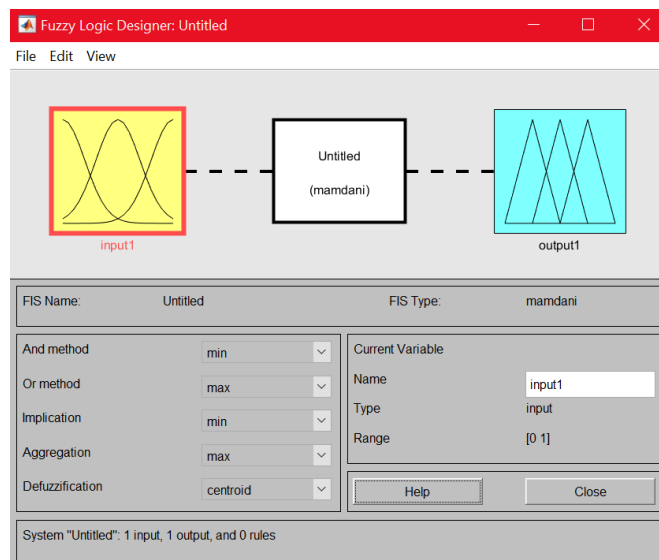 Fuzzy Logic Designer: Untitled
File Edit View
Untitled
(mamdani)
input1
output1
FIS Name: Untitled FIS Type: mamdani
And method min
Or method max
Implication min
Aggregation max
Defuzzification centroid
Current Variable
Name input1
Type input
Range [0 1]
Help Close
System "Untitled": 1 input, 1 output, and 0 rules